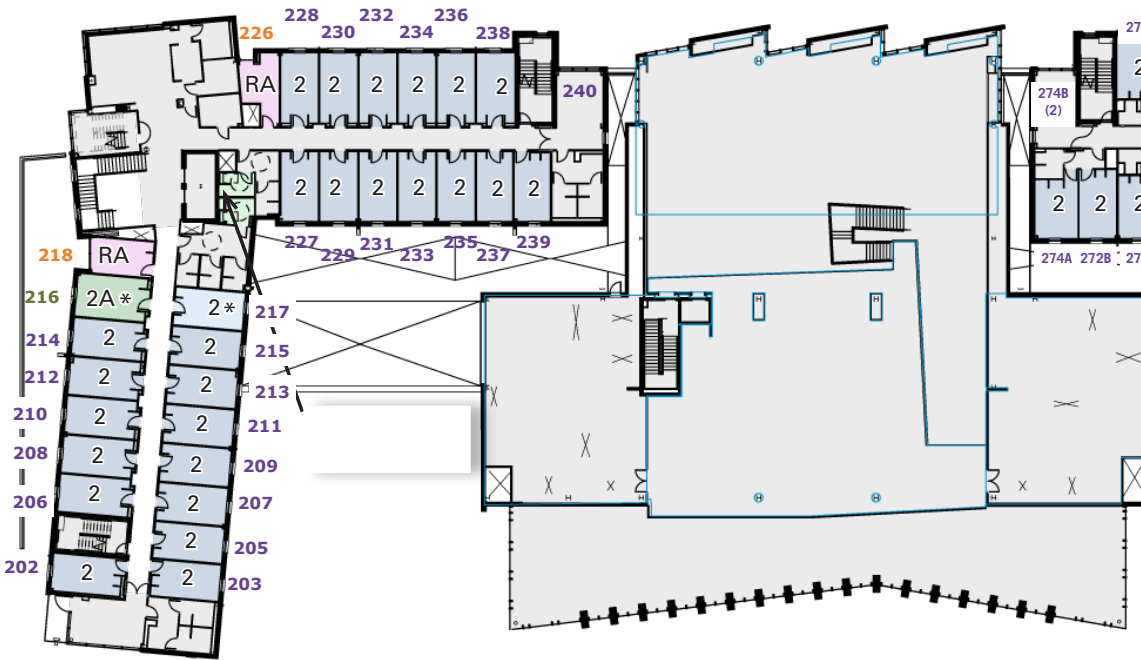 228 232 236
226 230 234 238
RA 2 2 2 2 2 2
240
274B
(2)
27
2
2 2 2 2 2 2 2
2 2 2
227 231 235 239
229 233 237
274A 272B 27
218 RA
216 2A* 2* 217
214 2 2 215
212 2 2 213
210 2 2 211
208 2 2 209
206 2 2 207
2 205
202 2 2 203
H H H
H H H
H H
H H H H